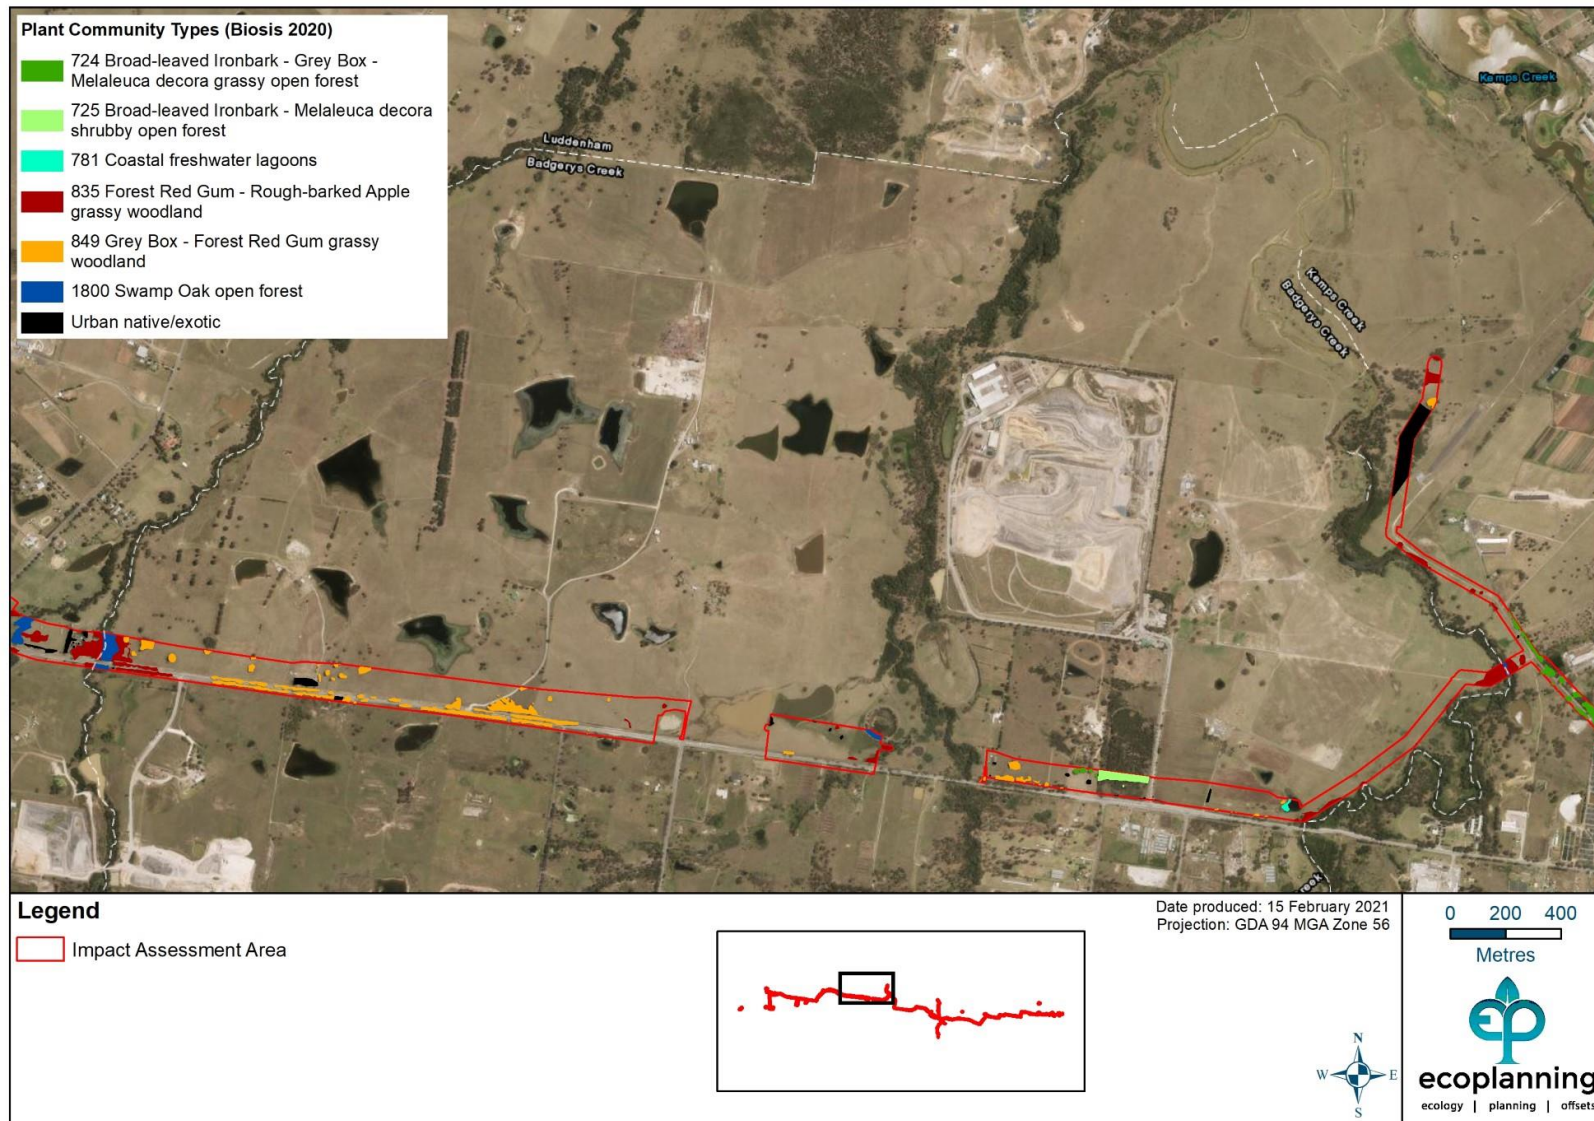 Plant Community Types (Biosis 2020)
724 Broad-leaved Ironbark - Grey Box -
Melaleuca decora grassy open forest
725 Broad-leaved Ironbark - Melaleuca decora
shrubby open forest
781 Coastal freshwater lagoons
835 Forest Red Gum - Rough-barked Apple
grassy woodland
849 Grey Box - Forest Red Gum grassy
woodland
1800 Swamp Oak open forest
Urban native/exotic
Kemps Creek
Luddenham
Badgerys Creek
Kemps Creek
Badgerys Creek
reek
Legend
Impact Assessment Area
Date produced: 15 February 2021
Projection: GDA 94 MGA Zone 56
0 200 400
Metres
N
W E
S
ep
ecoplanning
ecology | planning | offsets